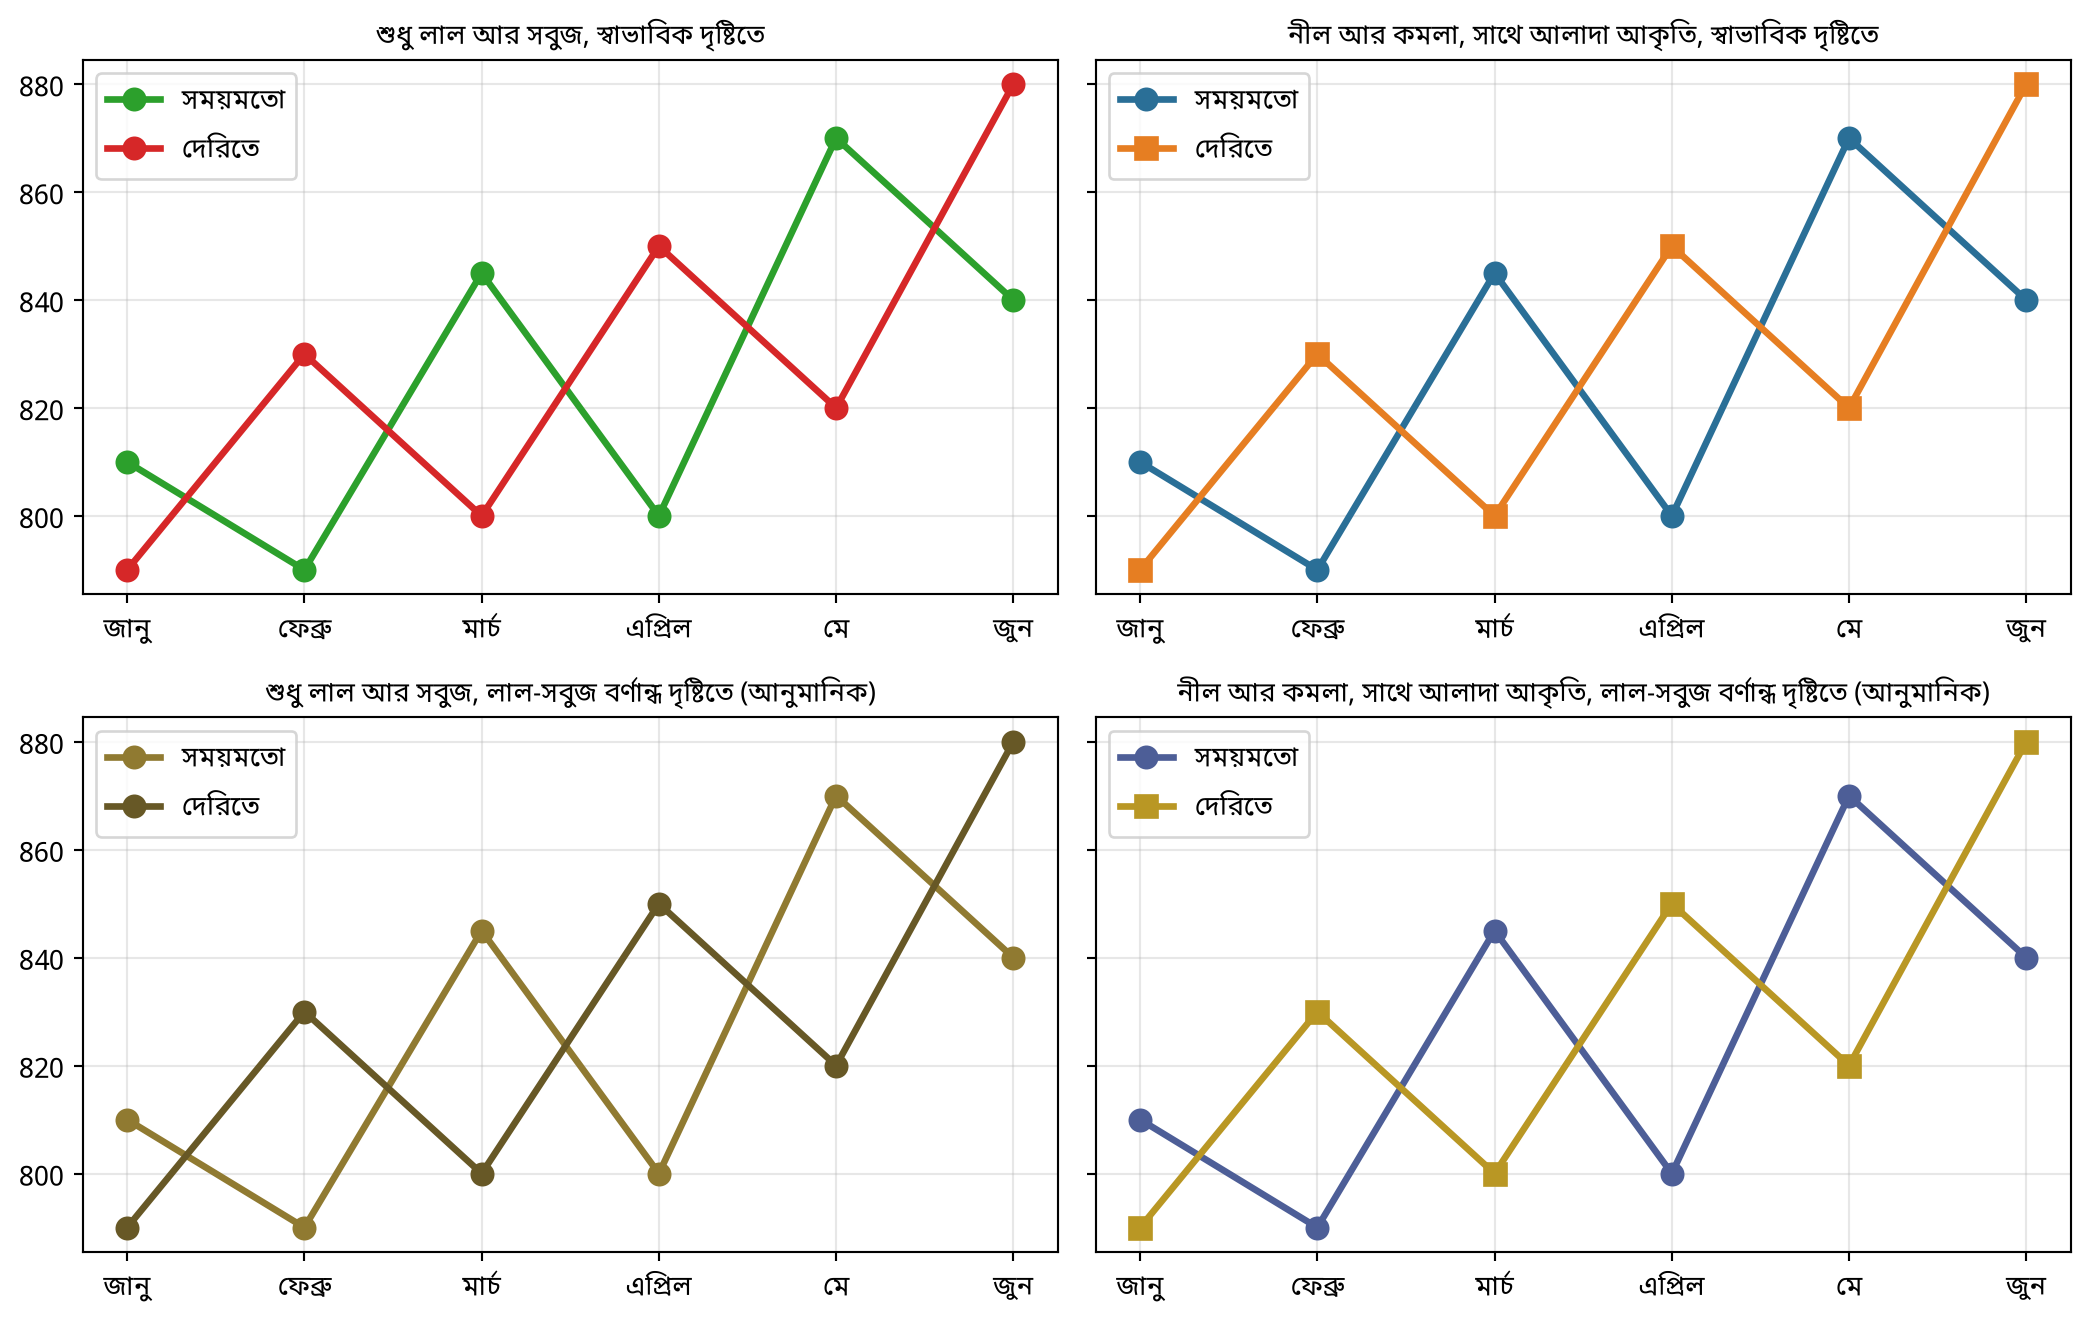 শুধু লাল আর সবুজ, স্বাভাবিক দৃষ্টিতে
সময়মতো
দেরিতে
880
860
840
820
800
জানু ফেব্রু মার্চ এপ্রিল মে জুন
নীল আর কমলা, সাথে আলাদা আকৃতি, স্বাভাবিক দৃষ্টিতে
সময়মতো
দেরিতে
জানু ফেব্রু মার্চ এপ্রিল মে জুন
শুধু লাল আর সবুজ, লাল-সবুজ বর্ণান্ধ দৃষ্টিতে (আনুমানিক)
সময়মতো
দেরিতে
880
860
840
820
800
জানু ফেব্রু মার্চ এপ্রিল মে জুন
নীল আর কমলা, সাথে আলাদা আকৃতি, লাল-সবুজ বর্ণান্ধ দৃষ্টিতে (আনুমানিক)
সময়মতো
দেরিতে
জানু ফেব্রু মার্চ এপ্রিল মে জুন